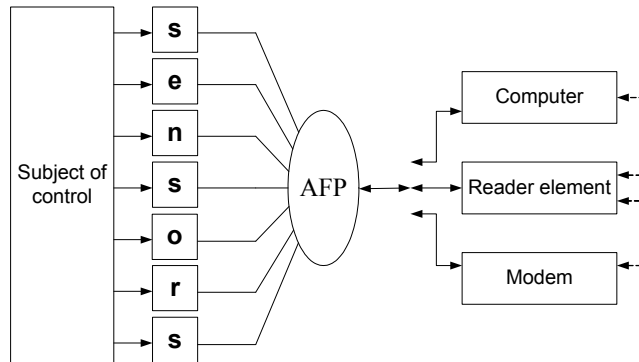 Subject of
control
s
e
n
s
o
r
s
AFP
Computer
Reader element
Modem